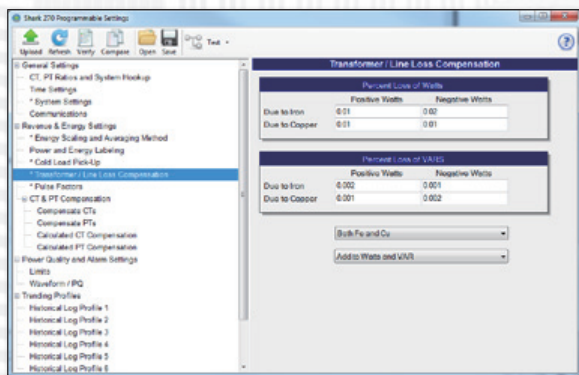 Shark 270 Programmable Settings
Upload Refresh Verify Compare Open Save Test
General Settings
CT, PT Ratios and System Hookup
Time Settings
* System Settings
Communications
Revenue & Energy Settings
* Energy Scaling and Averaging Method
Power and Energy Labeling
* Cold Load Pick-Up
* Transformer / Line Loss Compensation
* Pulse Factors
CT & PT Compensation
Compensate CTs
Compensate PTs
Calculated CT Compensation
Calculated PT Compensation
Power Quality and Alarm Settings
Limits
Waveform / PQ
Trending Profiles
Historical Log Profile 1
Historical Log Profile 2
Historical Log Profile 3
Historical Log Profile 4
Historical Log Profile 5
Historical Log Profile 6
Transformer / Line Loss Compensation
Percent Loss of Watts
Positive Watts Negative Watts
Due to Iron 0.01 0.02
Due to Copper 0.01 0.01
Percent Loss of VARS
Positive Watts Negative Watts
Due to Iron 0.002 0.001
Due to Copper 0.001 0.002
Both Fe and Cu
Add to Watts and VAR